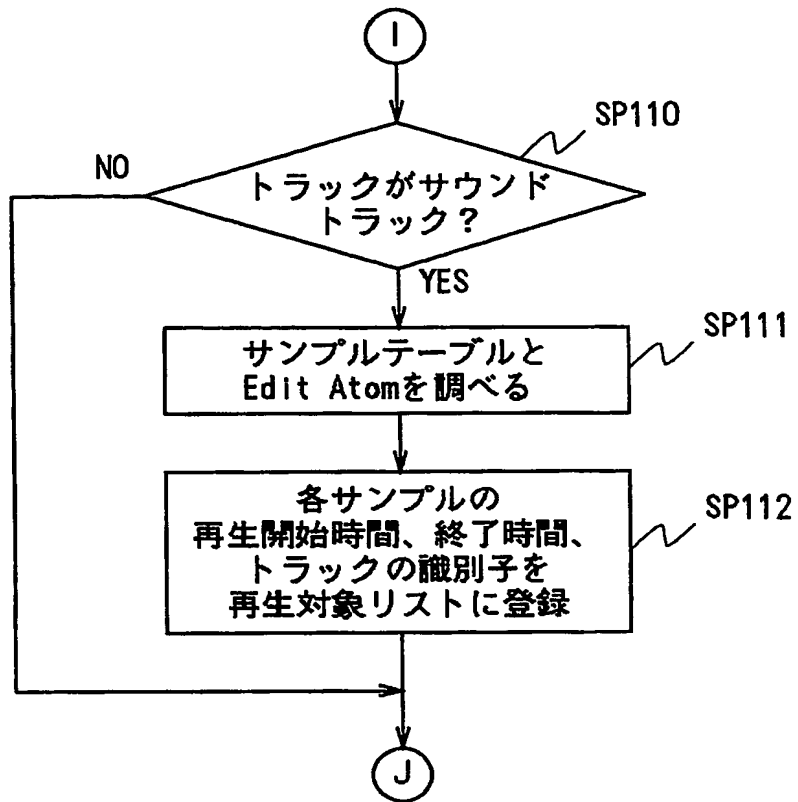 I
SP110
NO
トラックがサウンド
トラック？
YES
SP111
サンプルテーブルと
Edit Atomを調べる
SP112
各サンプルの
再生開始時間、終了時間、
トラックの識別子を
再生対象リストに登録
J